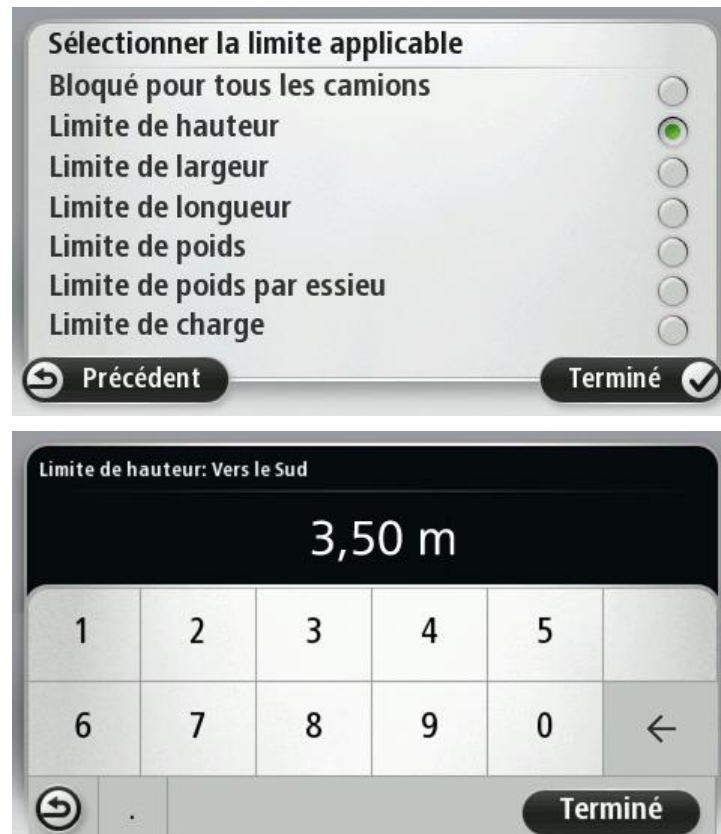 Sélectionner la limite applicable
Bloqué pour tous les camions
Limite de hauteur
Limite de largeur
Limite de longueur
Limite de poids
Limite de poids par essieu
Limite de charge
Précédent Terminé
Limite de hauteur: Vers le Sud
3,50 m
1 2 3 4 5
6 7 8 9 0 ←
. Terminé